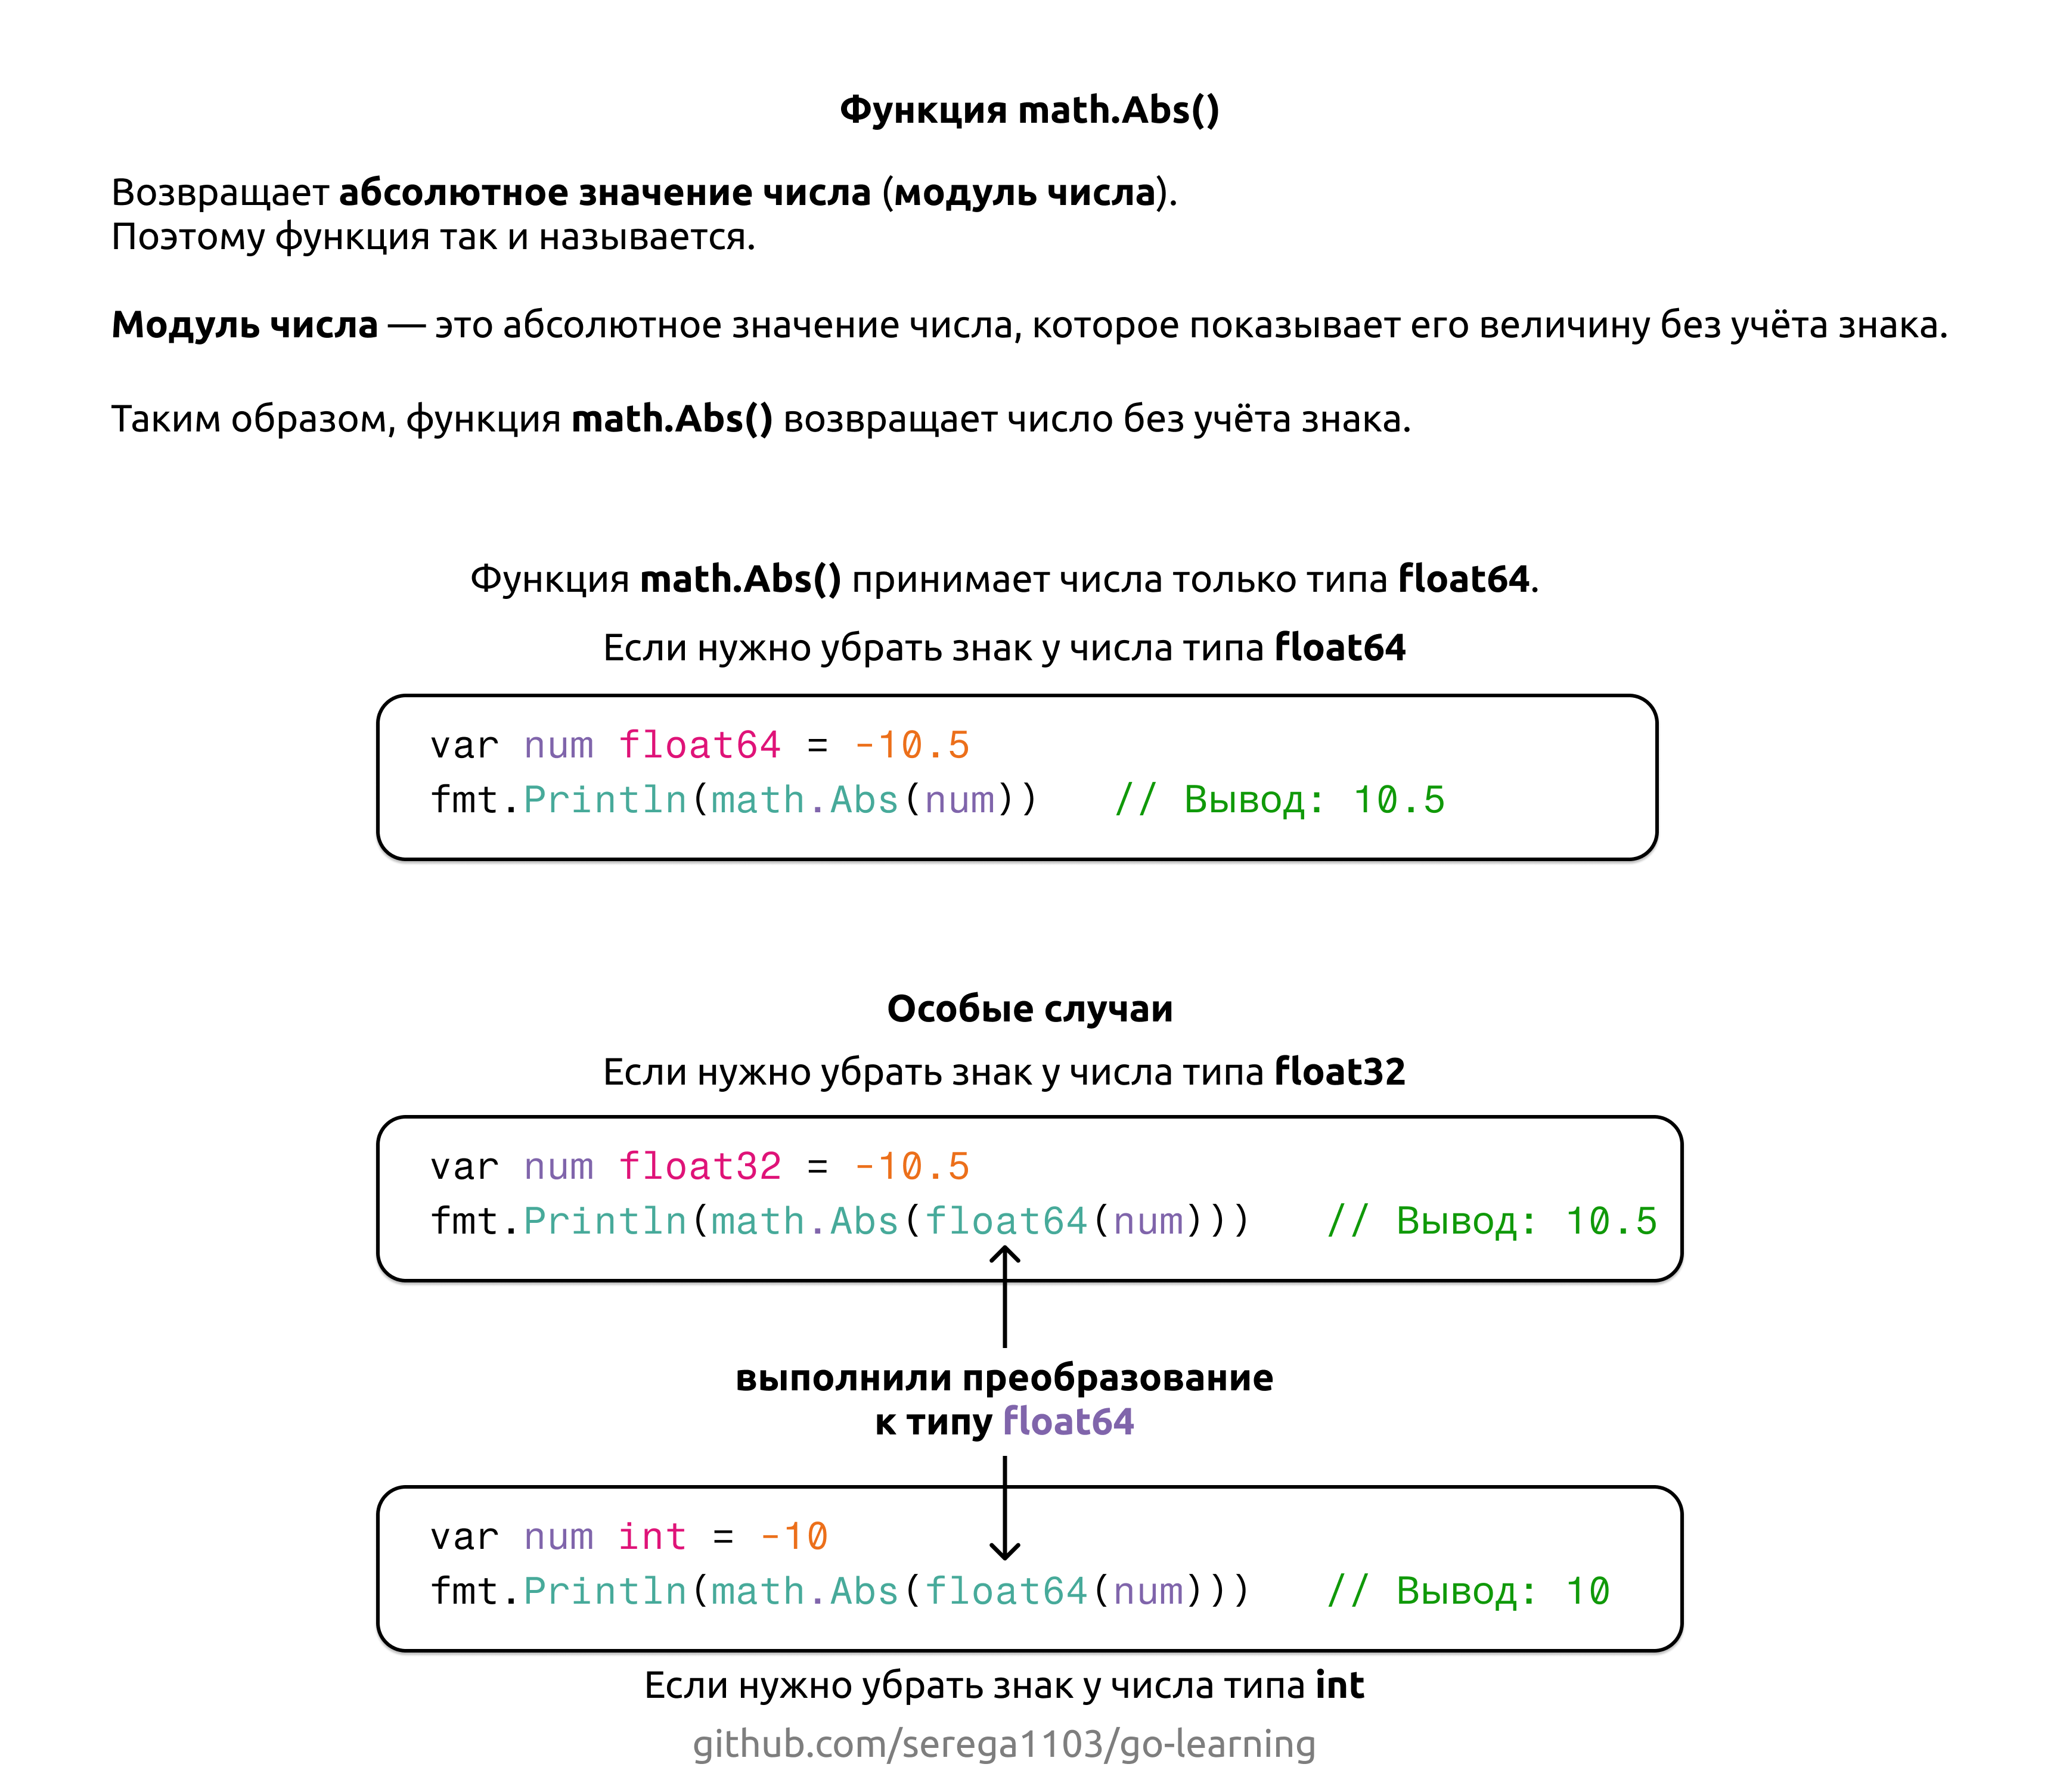 Функция math.Abs()
Возвращает абсолютное значение числа (модуль числа).
Поэтому функция так и называется.
Модуль числа — это абсолютное значение числа, которое показывает его величину без учёта знака.
Таким образом, функция math.Abs() возвращает число без учёта знака.
Функция math.Abs() принимает числа только типа float64.
Если нужно убрать знак у числа типа float64
var num float64 = -10.5
fmt.Println(math.Abs(num))   // Вывод: 10.5
Особые случаи
Если нужно убрать знак у числа типа float32
var num float32 = -10.5
fmt.Println(math.Abs(float64(num)))   // Вывод: 10.5
выполнили преобразование
к типу float64
var num int = -10
fmt.Println(math.Abs(float64(num)))   // Вывод: 10
Если нужно убрать знак у числа типа int
github.com/serega1103/go-learning